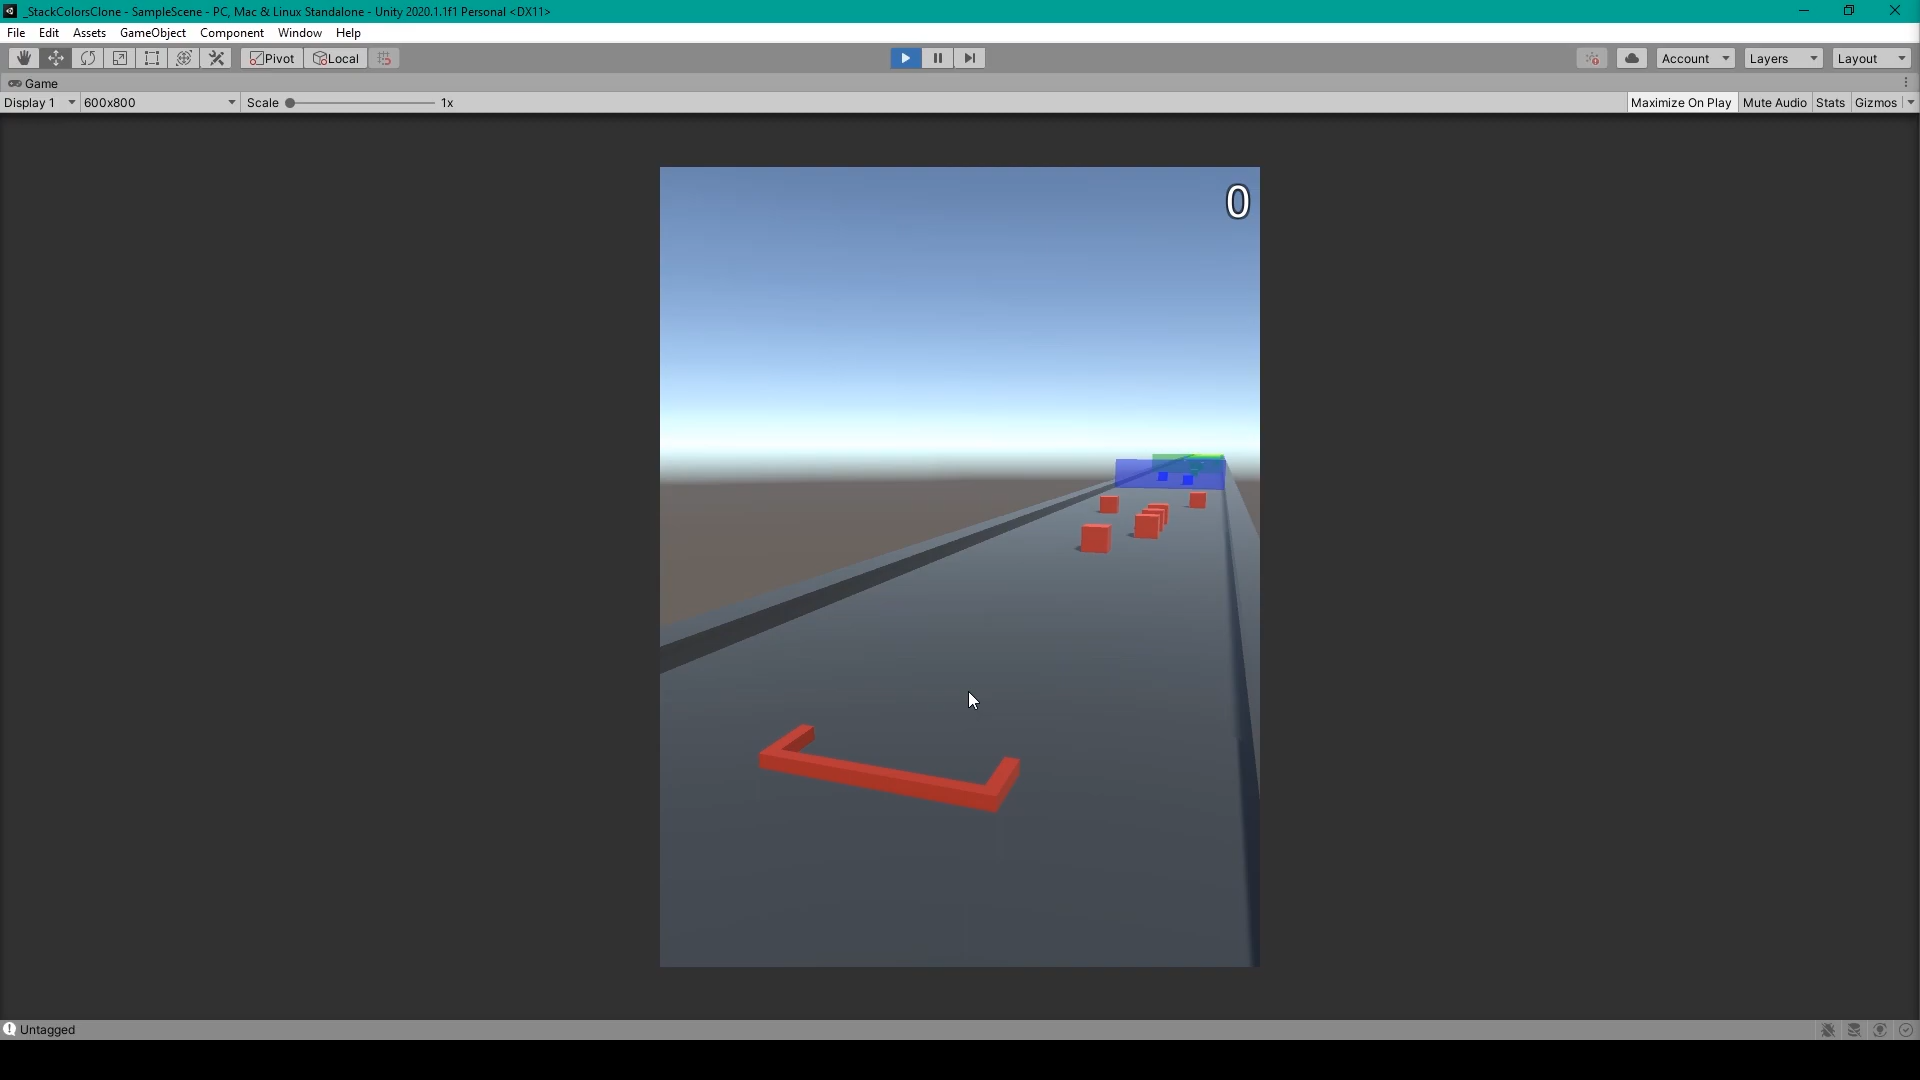 _StackColorsClone - SampleScene - PC, Mac & Linux Standalone - Unity 2020.1.1f1 Personal <DX11>
File Edit Assets GameObject Component Window Help
Pivot Local Account Layers Layout
Game
Display 1 600x800 Scale 1x Maximize On Play Mute Audio Stats Gizmos
0
Untagged